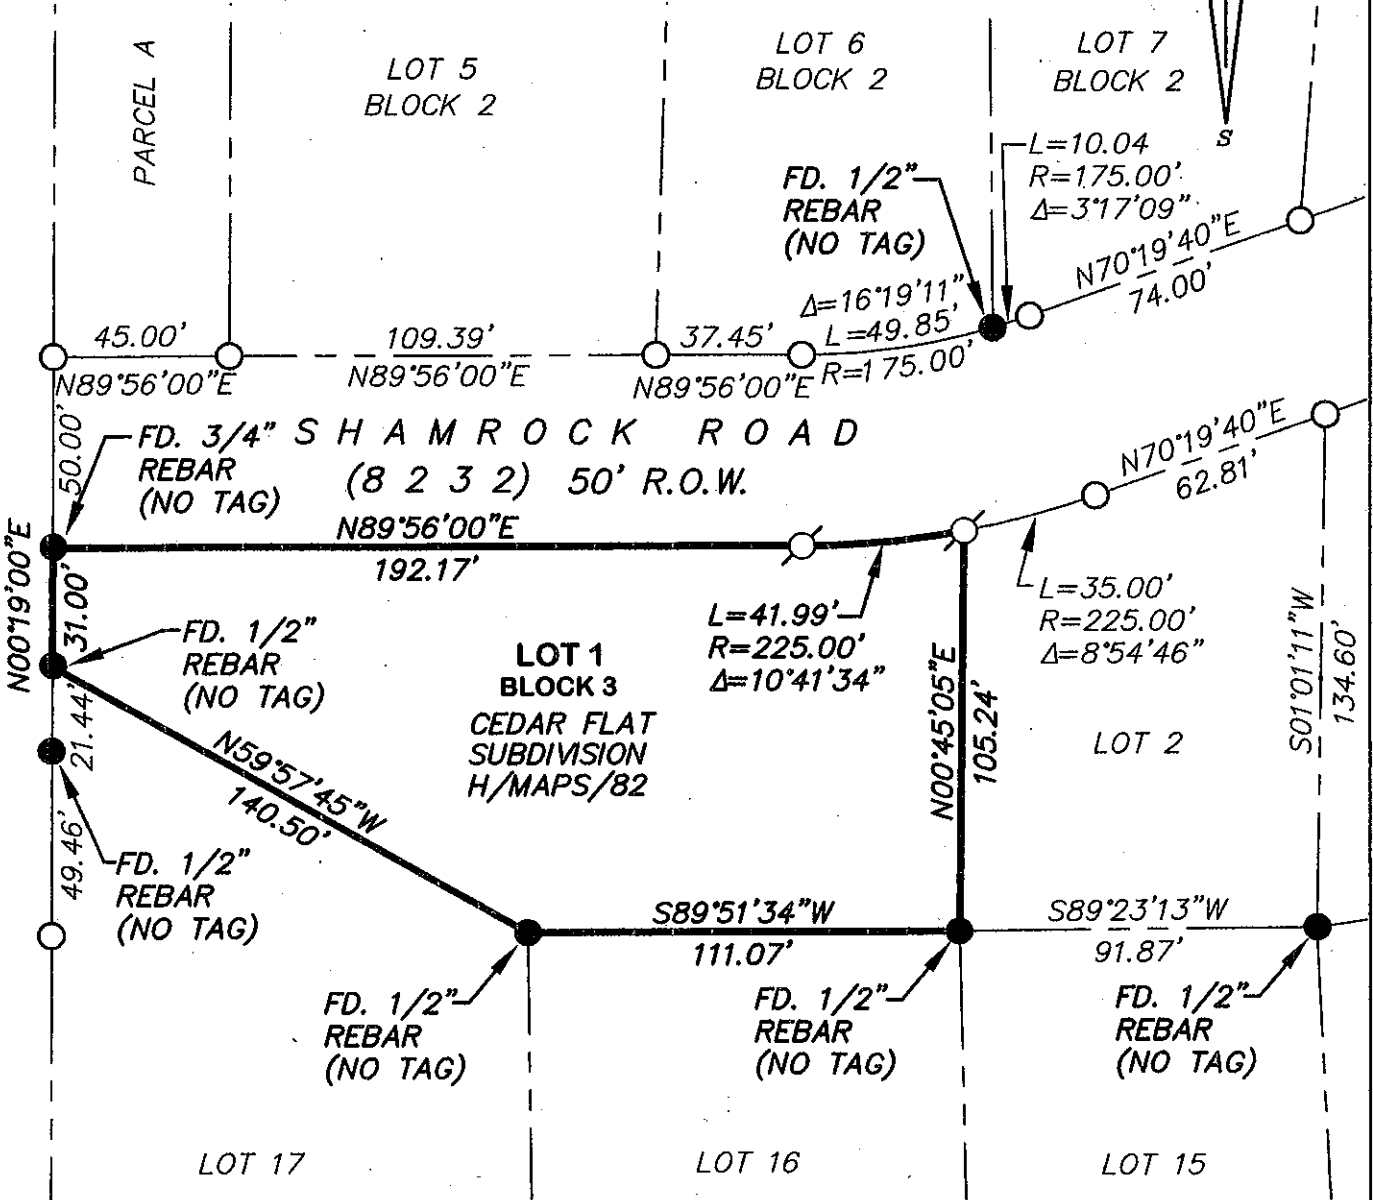 PARCEL A
LOT 5
BLOCK 2
LOT 6
BLOCK 2
LOT 7
BLOCK 2
S
L=10.04
R=175.00'
Δ=3°17'09"
FD. 1/2"
REBAR
(NO TAG)
N70°19'40"E
74.00'
Δ=16°19'11"
L=49.85'
R=175.00'
45.00'
N89°56'00"E
109.39'
N89°56'00"E
37.45'
N89°56'00"E
50.00'
FD. 3/4"
REBAR
(NO TAG)
SHAMROCK ROAD
(8232) 50' R.O.W.
N70°19'40"E
62.81'
N89°56'00"E
192.17'
N00°19'00"E
31.00'
FD. 1/2"
REBAR
(NO TAG)
L=41.99'
R=225.00'
Δ=10°41'34"
L=35.00'
R=225.00'
Δ=8°54'46"
LOT 1
BLOCK 3
CEDAR FLAT
SUBDIVISION
H/MAPS/82
N00°45'05"E
105.24'
LOT 2
S01°01'11"W
134.60'
21.44'
N59°57'45"W
140.50'
49.46'
FD. 1/2"
REBAR
(NO TAG)
S89°51'34"W
111.07'
S89°23'13"W
91.87'
FD. 1/2"
REBAR
(NO TAG)
FD. 1/2"
REBAR
(NO TAG)
FD. 1/2"
REBAR
(NO TAG)
LOT 17
LOT 16
LOT 15